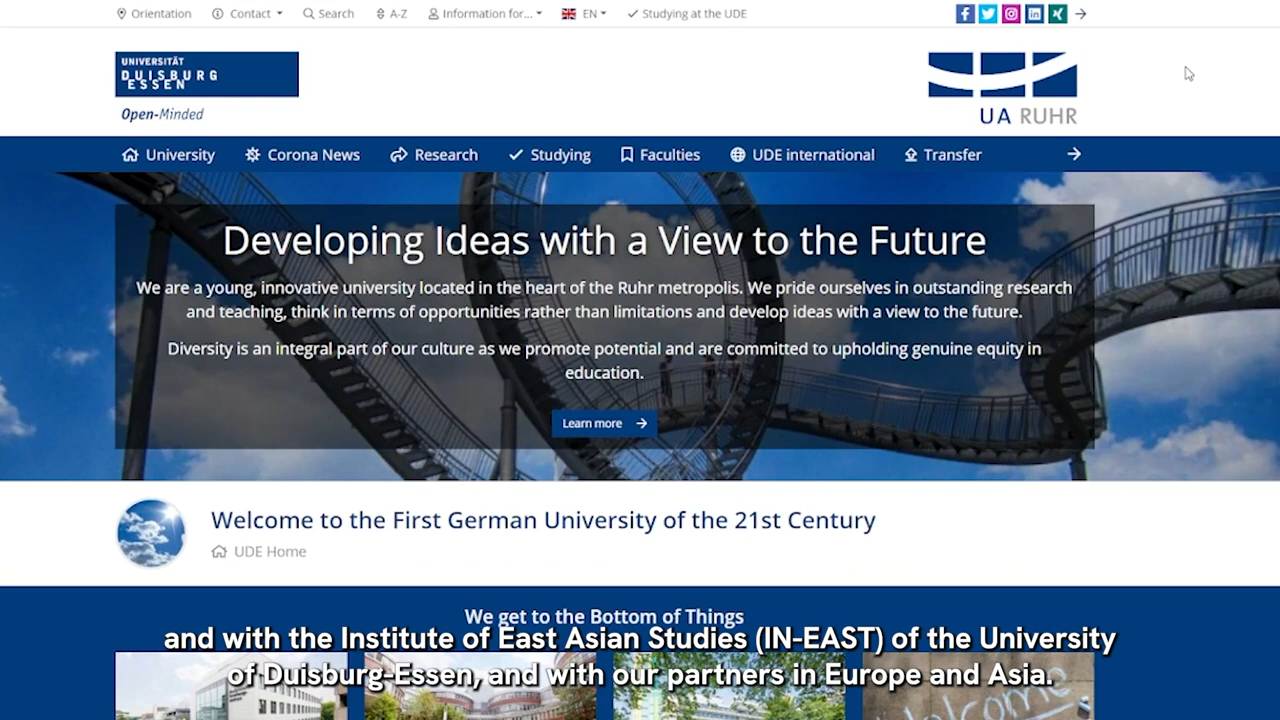 Orientation
Contact
Search
A-Z
Information for...
EN
Studying at the UDE
UNIVERSITÄT
DUISBURG
ESSEN
Open-Minded
UA RUHR
University
Corona News
Research
Studying
Faculties
UDE international
Transfer
Developing Ideas with a View to the Future
We are a young, innovative university located in the heart of the Ruhr metropolis. We pride ourselves in outstanding research
and teaching, think in terms of opportunities rather than limitations and develop ideas with a view to the future.
Diversity is an integral part of our culture as we promote potential and are committed to upholding genuine equity in
education.
Learn more
Welcome to the First German University of the 21st Century
UDE Home
We get to the Bottom of Things
and with the Institute of East Asian Studies (IN-EAST) of the University
of Duisburg-Essen, and with our partners in Europe and Asia.
Welcome